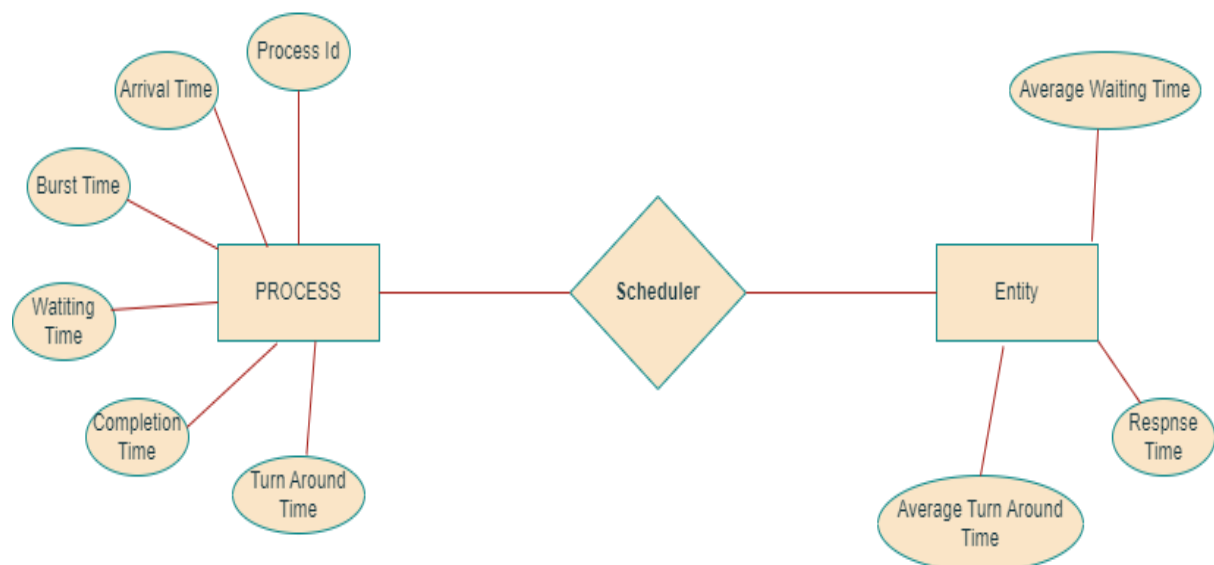 Process Id
Arrival Time
Average Waiting Time
Burst Time
PROCESS
Scheduler
Entity
Watiting
Time
Completion
Time
Respnse
Time
Turn Around
Time
Average Turn Around
Time